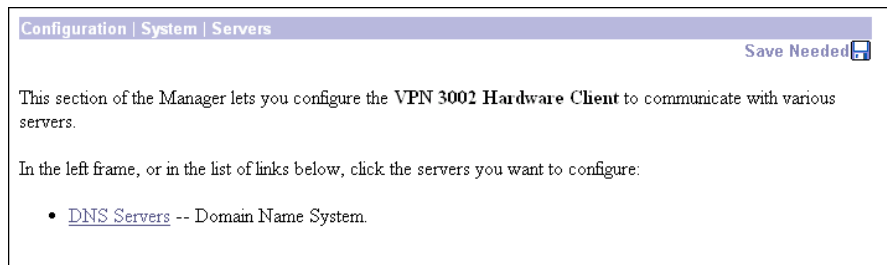 Configuration | System | Servers
Save Needed
This section of the Manager lets you configure the VPN 3002 Hardware Client to communicate with various
servers.
In the left frame, or in the list of links below, click the servers you want to configure:
• DNS Servers -- Domain Name System.